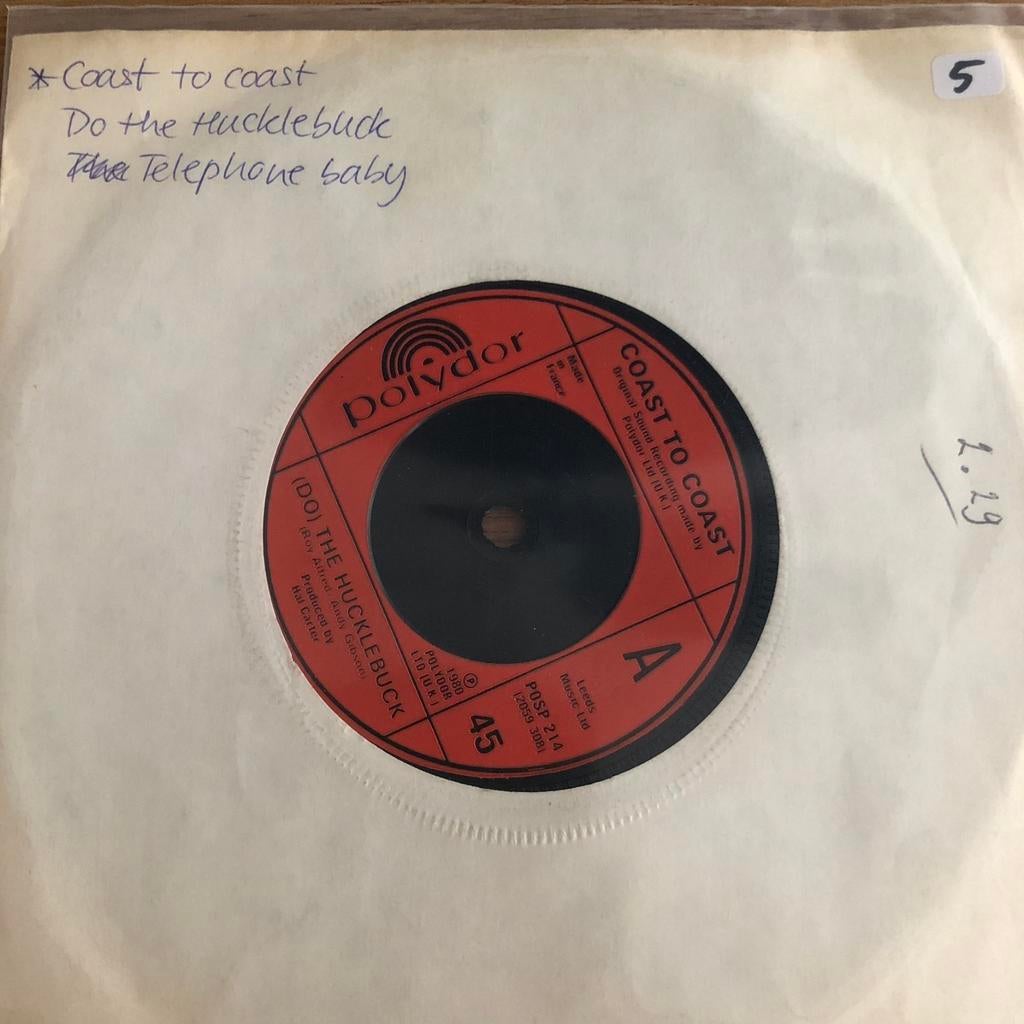 * Coast to coast
Do the Hucklebuck
Telephone baby
5
1.29
polydor
Made
in
France
COAST TO COAST
Original Sound Recording made by
Polydor Ltd (U.K.)
(DO) THE HUCKLEBUCK
(Roy Alfred, Andy Gibson)
Produced by
Hal Carter
℗
1980
POLYDOR
LTD (U.K.)
A
Leeds
Music Ltd
POSP 214
(2059 308)
45